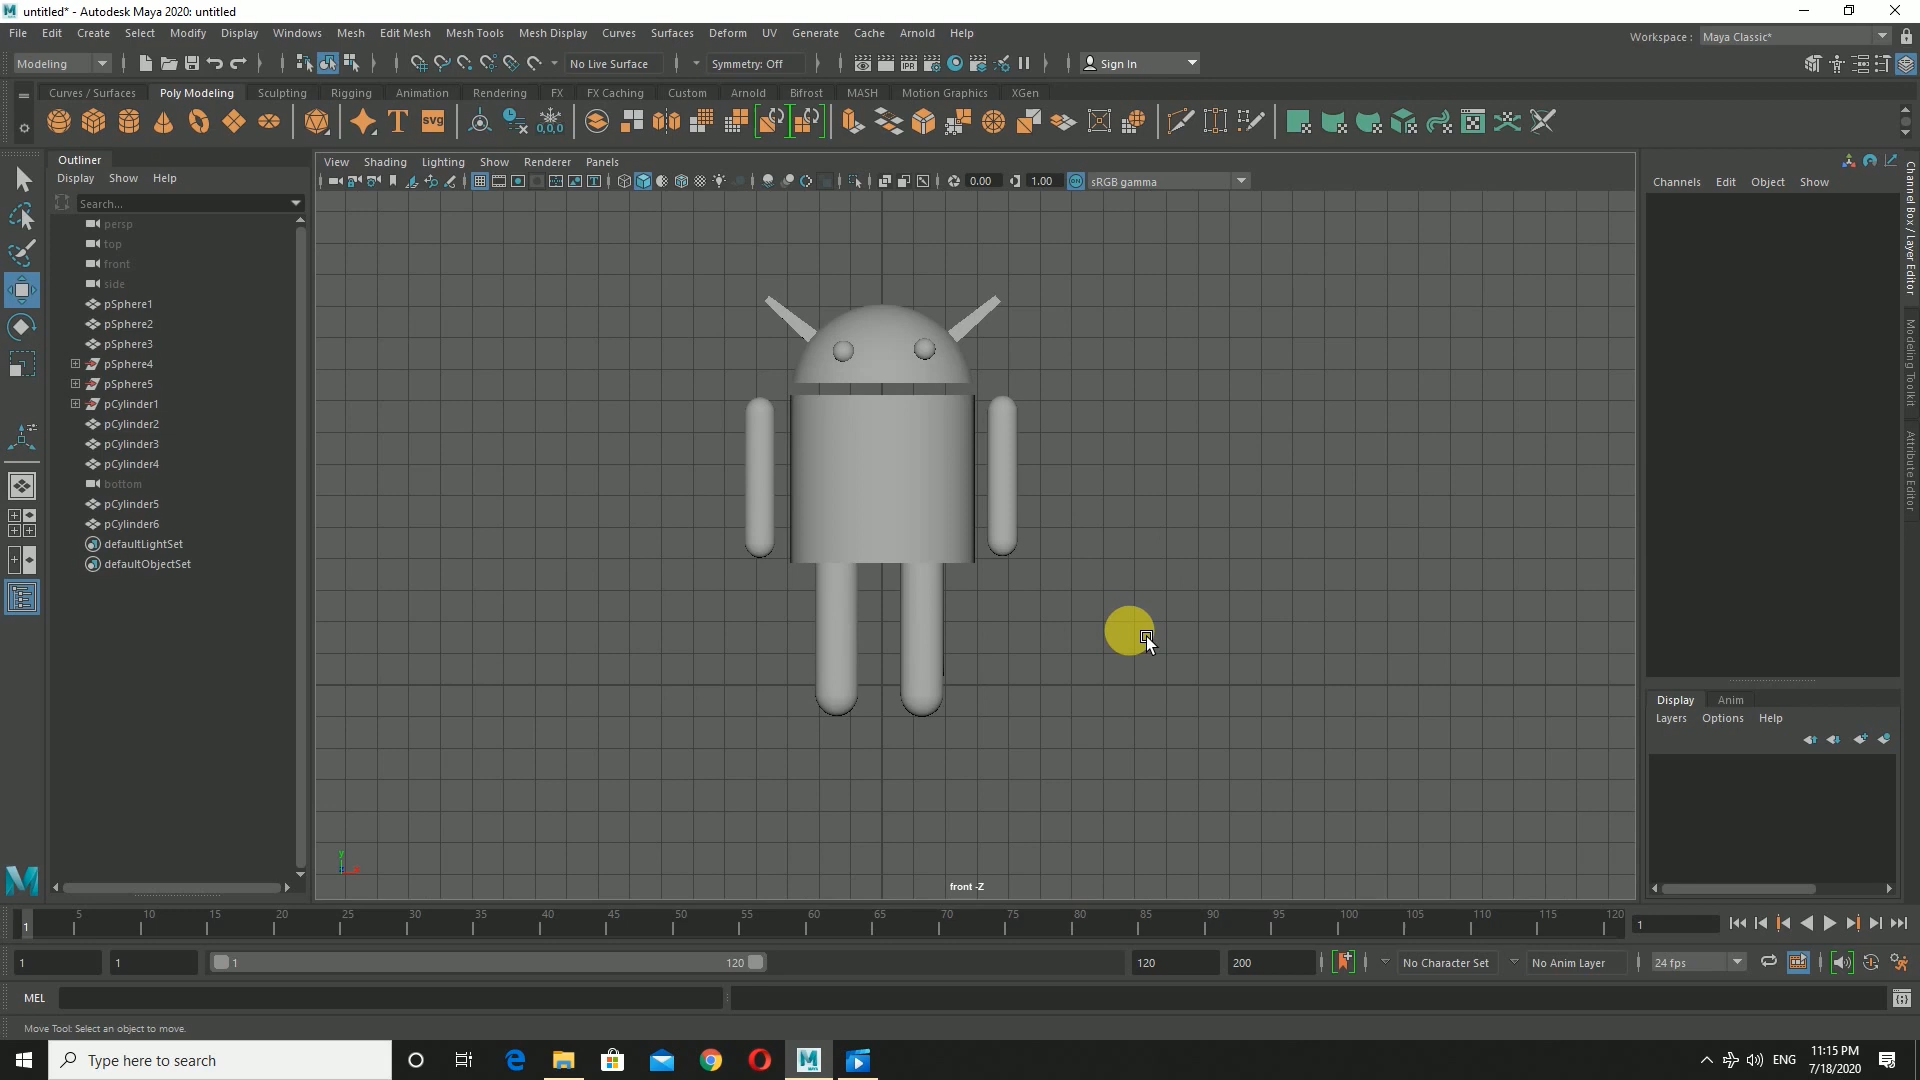 untitled* - Autodesk Maya 2020: untitled
File Edit Create Select Modify Display Windows Mesh Edit Mesh Mesh Tools Mesh Display Curves Surfaces Deform UV Generate Cache Arnold Help
Workspace : Maya Classic*
Modeling No Live Surface Symmetry: Off Sign In
Curves / Surfaces Poly Modeling Sculpting Rigging Animation Rendering FX FX Caching Custom Arnold Bifrost MASH Motion Graphics XGen
T SVG 0,0,0
Outliner
Display Show Help
Search...
persp
top
front
side
pSphere1
pSphere2
pSphere3
pSphere4
pSphere5
pCylinder1
pCylinder2
pCylinder3
pCylinder4
bottom
pCylinder5
pCylinder6
defaultLightSet
defaultObjectSet
View Shading Lighting Show Renderer Panels
0.00 1.00 ON sRGB gamma
y
front -Z
Channels Edit Object Show
Channel Box / Layer Editor
Modeling Toolkit
Attribute Editor
Display Anim
Layers Options Help
1 5 10 15 20 25 30 35 40 45 50 55 60 65 70 75 80 85 90 95 100 105 110 115 120 1
1 1 1 120 120 200 No Character Set No Anim Layer 24 fps
MEL
Move Tool: Select an object to move.
Type here to search
ENG
11:15 PM
7/18/2020